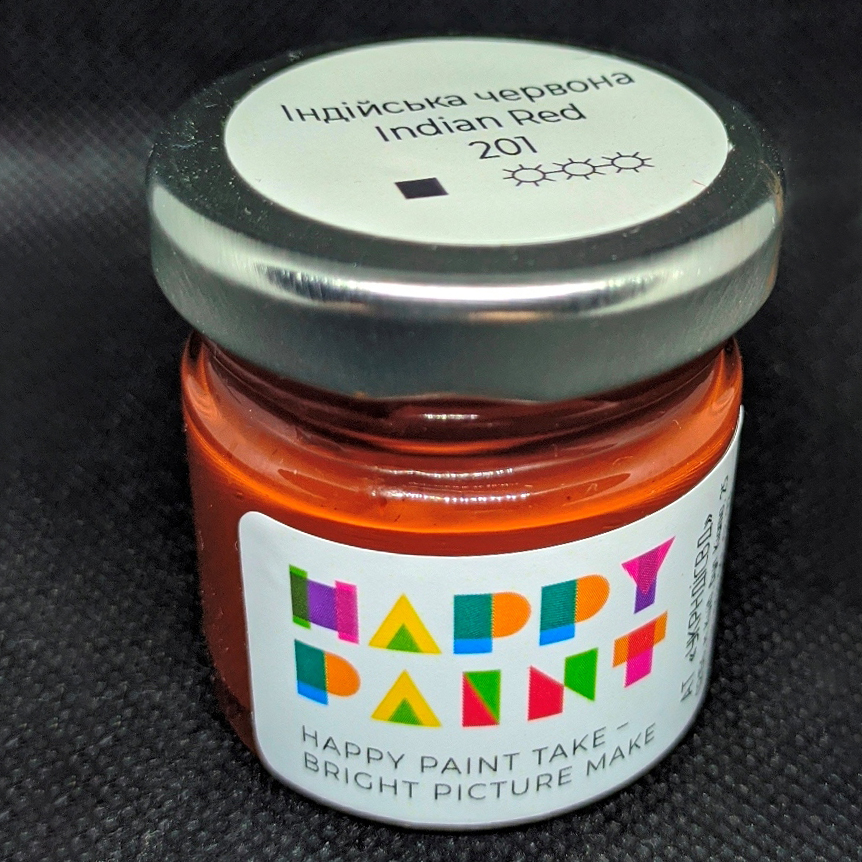 Індійська червона
Indian Red
201
HAPPY
PAINT
HAPPY PAINT TAKE –
BRIGHT PICTURE MAKE